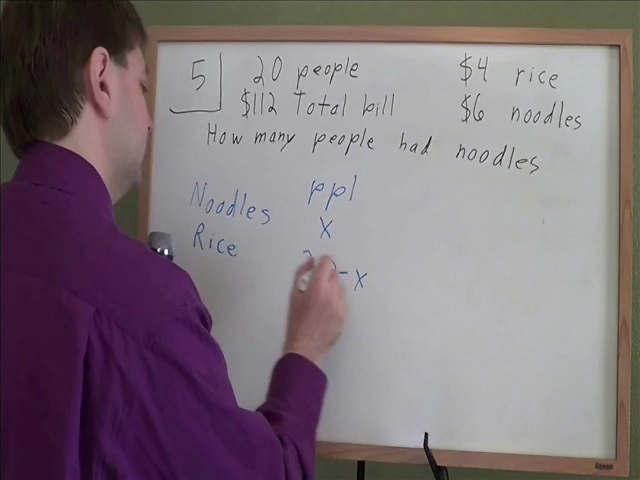 5
20 people
$4 rice
$112 Total bill
$6 noodles
How many people had noodles
ppl
Noodles x
Rice
-x